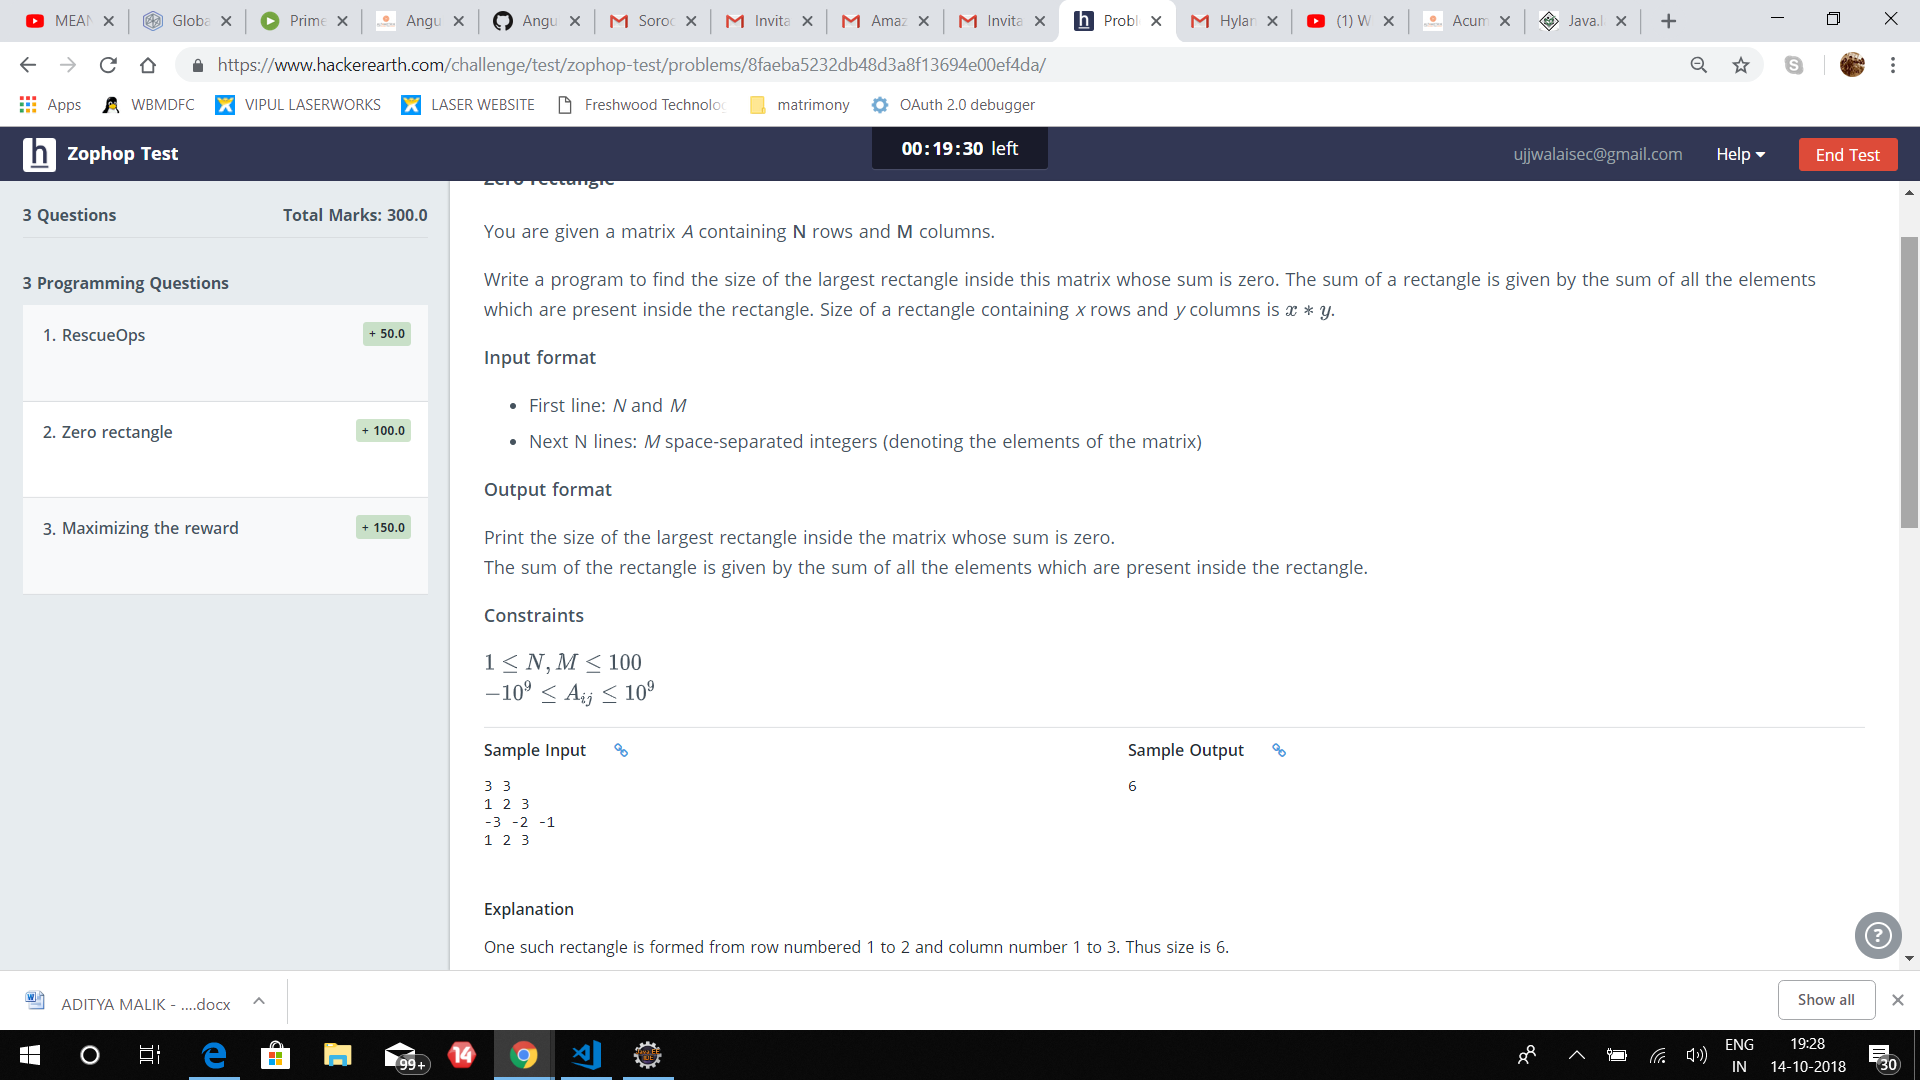 MEAN
Globa
Prime
Angu
Angu
Soroc
Invita
Amaz
Invita
Probl
Hylan
(1) W
Acum
Java.l
https://www.hackerearth.com/challenge/test/zophop-test/problems/8faeba5232db48d3a8f13694e00ef4da/
Apps
WBMDFC
VIPUL LASERWORKS
LASER WEBSITE
Freshwood Technolo
matrimony
OAuth 2.0 debugger
h Zophop Test
00:19:30 left
ujjwalaisec@gmail.com
Help
End Test
3 Questions
Total Marks: 300.0
3 Programming Questions
1. RescueOps
+ 50.0
2. Zero rectangle
+ 100.0
3. Maximizing the reward
+ 150.0
Zero rectangle
You are given a matrix A containing N rows and M columns.
Write a program to find the size of the largest rectangle inside this matrix whose sum is zero. The sum of a rectangle is given by the sum of all the elements
which are present inside the rectangle. Size of a rectangle containing x rows and y columns is x ∗ y.
Input format
• First line: N and M
• Next N lines: M space-separated integers (denoting the elements of the matrix)
Output format
Print the size of the largest rectangle inside the matrix whose sum is zero.
The sum of the rectangle is given by the sum of all the elements which are present inside the rectangle.
Constraints
1 ≤ N, M ≤ 100
−10⁹ ≤ Aᵢⱼ ≤ 10⁹
Sample Input
3 3
1 2 3
-3 -2 -1
1 2 3
Sample Output
6
Explanation
One such rectangle is formed from row numbered 1 to 2 and column number 1 to 3. Thus size is 6.
?
ADITYA MALIK - ....docx
Show all
99+
14
ENG
IN
19:28
14-10-2018
30